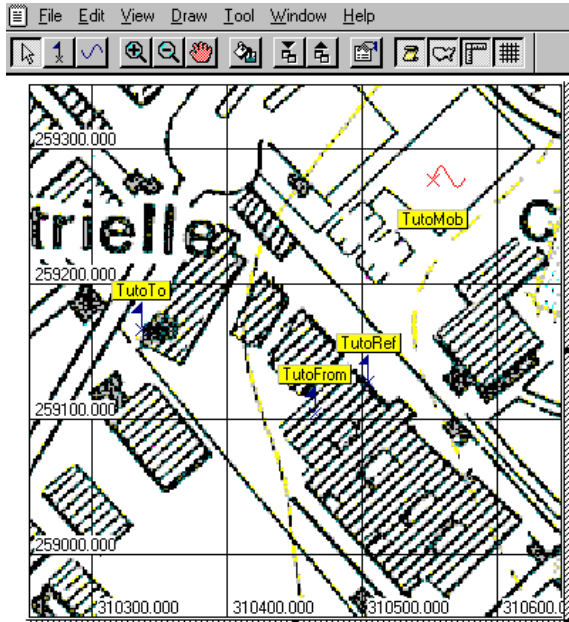 File Edit View Draw Tool Window Help
259300.000
TutoMob
trielle
C
259200.000
TutoTo
TutoRef
TutoFrom
259100.000
259000.000
310300.000 310400.000 310500.000 310600.0